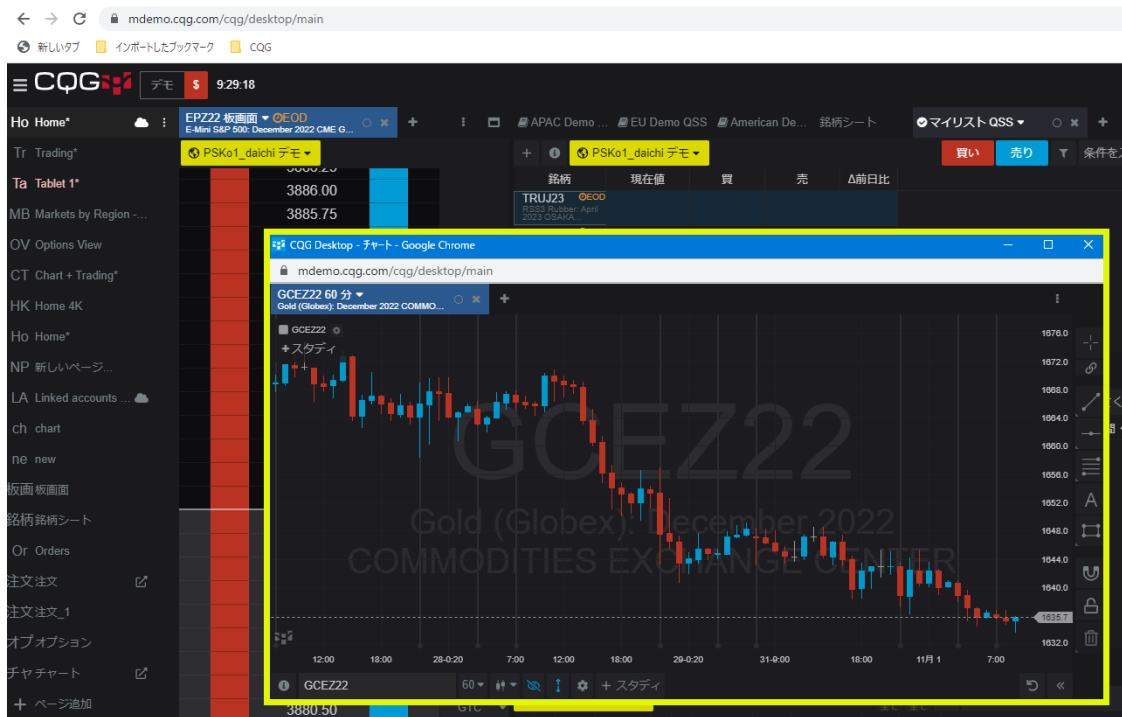 mdemo.cqg.com/cqg/desktop/main
新しいタブ インポートしたブックマーク CQG
CQG デモ $ 9:29:18
Ho Home*
Tr Trading*
Ta Tablet 1*
MB Markets by Region -...
OV Options View
CT Chart + Trading*
HK Home 4K
Ho Home*
NP 新しいページ...
LA Linked accounts ...
ch chart
ne new
板画 板画面
銘柄 銘柄シート
Or Orders
注文 注文
注文 注文_1
オプ オプション
チャ チャート
+ ページ追加
EPZ22 板画面 EOD
E-Mini S&P 500: December 2022 CME G...
PSKo1_daichi デモ
3886.00
3885.75
3880.50
GTC
APAC Demo ... EU Demo QSS American De... 銘柄シート マイリスト QSS
PSKo1_daichi デモ 買い 売り
銘柄 現在値 買 売 Δ前日比
TRUJ23 EOD
RSS3 Rubber: April
2023 OSAKA...
CQG Desktop - チャート - Google Chrome
mdemo.cqg.com/cqg/desktop/main
GCEZ22 60 分
Gold (Globex): December 2022 COMMO...
GCEZ22
+スタディ
GCEZ22
Gold (Globex): December 2022
COMMODITIES EXCHANGE CENTER
1676.0
1672.0
1668.0
1664.0
1660.0
1656.0
1652.0
1648.0
1644.0
1640.0
1635.7
1632.0
12:00 18:00 28-0:20 7:00 12:00 18:00 29-0:20 31-6:00 18:00 11月 1 7:00
GCEZ22 60 + スタディ